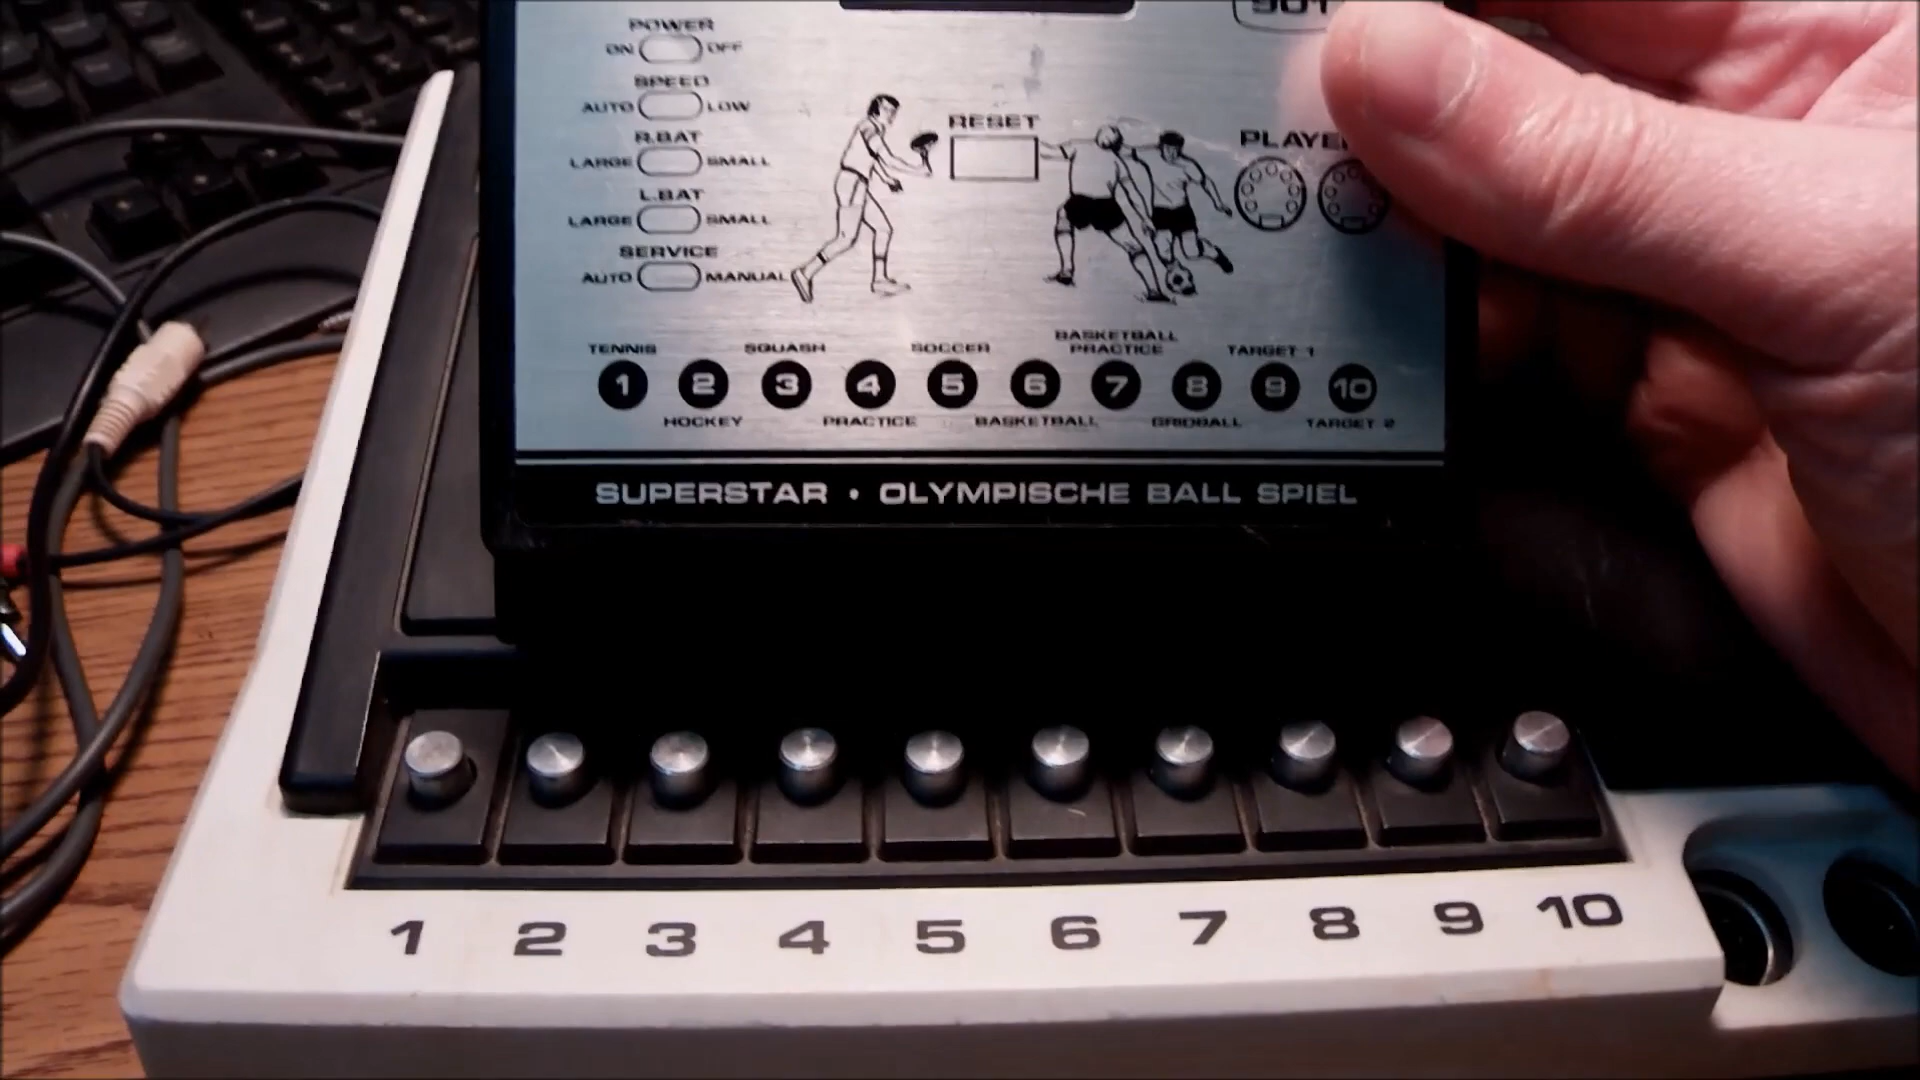 901
POWER
ON OFF
SPEED
AUTO LOW
R.BAT
LARGE SMALL
L.BAT
LARGE SMALL
SERVICE
AUTO MANUAL
RESET
TENNIS SQUASH SOCCER BASKETBALL PRACTICE TARGET 1
1 2 3 4 5 6 7 8 9 10
HOCKEY PRACTICE BASKETBALL GRIDBALL TARGET 2
SUPERSTAR • OLYMPISCHE BALL SPIEL
1 2 3 4 5 6 7 8 9 10